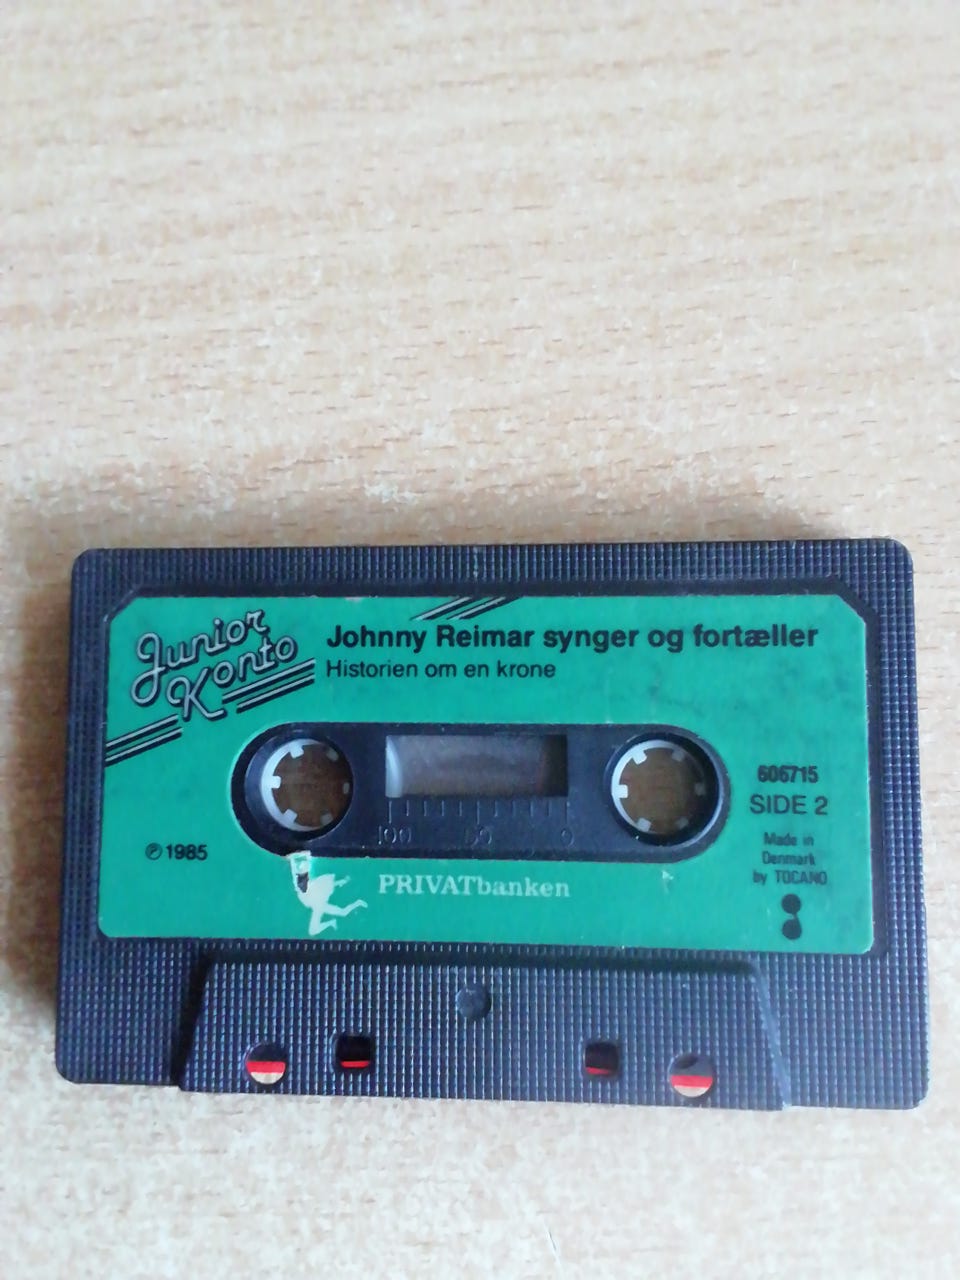 Junior
Konto
Johnny Reimar synger og fortæller
Historien om en krone
606715
SIDE 2
100 50 0
Made in
Denmark
by TOCANO
℗ 1985
PRIVATbanken